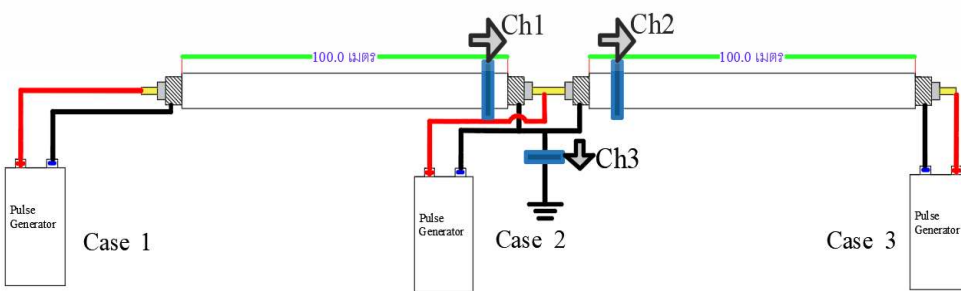 Ch1
Ch2
100.0 เมตร
100.0 เมตร
Ch3
Pulse
Generator
Case 1
Pulse
Generator
Case 2
Case 3
Pulse
Generator